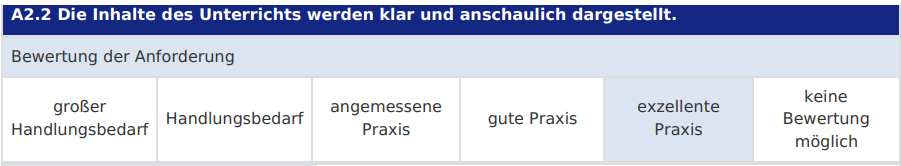 A2.2 Die Inhalte des Unterrichts werden klar und anschaulich dargestellt.
Bewertung der Anforderung
großer
Handlungsbedarf
Handlungsbedarf
angemessene
Praxis
gute Praxis
exzellente
Praxis
keine
Bewertung
möglich